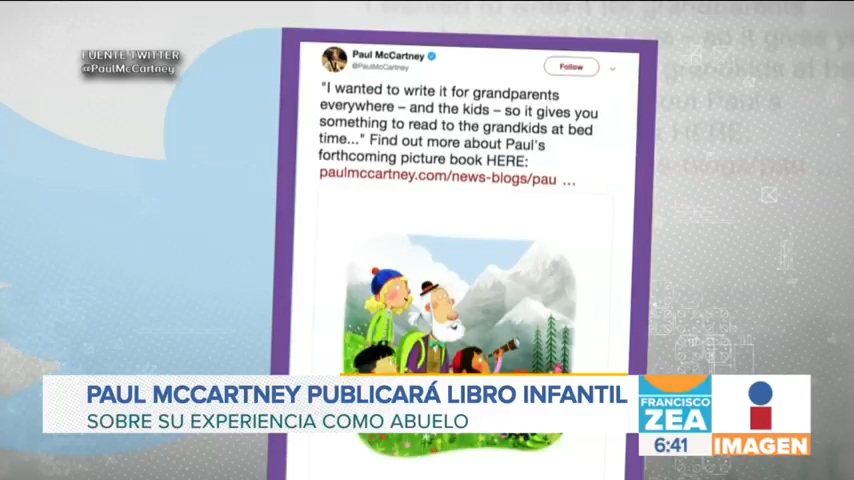 FUENTE: TWITTER
@PaulMcCartney
Paul McCartney
@PaulMcCartney
Follow
"I wanted to write it for grandparents
everywhere – and the kids – so it gives you
something to read to the grandkids at bed
time..." Find out more about Paul's
forthcoming picture book HERE:
paulmccartney.com/news-blogs/pau ...
PAUL MCCARTNEY PUBLICARÁ LIBRO INFANTIL
SOBRE SU EXPERIENCIA COMO ABUELO
FRANCISCO
ZEA
6:41
IMAGEN